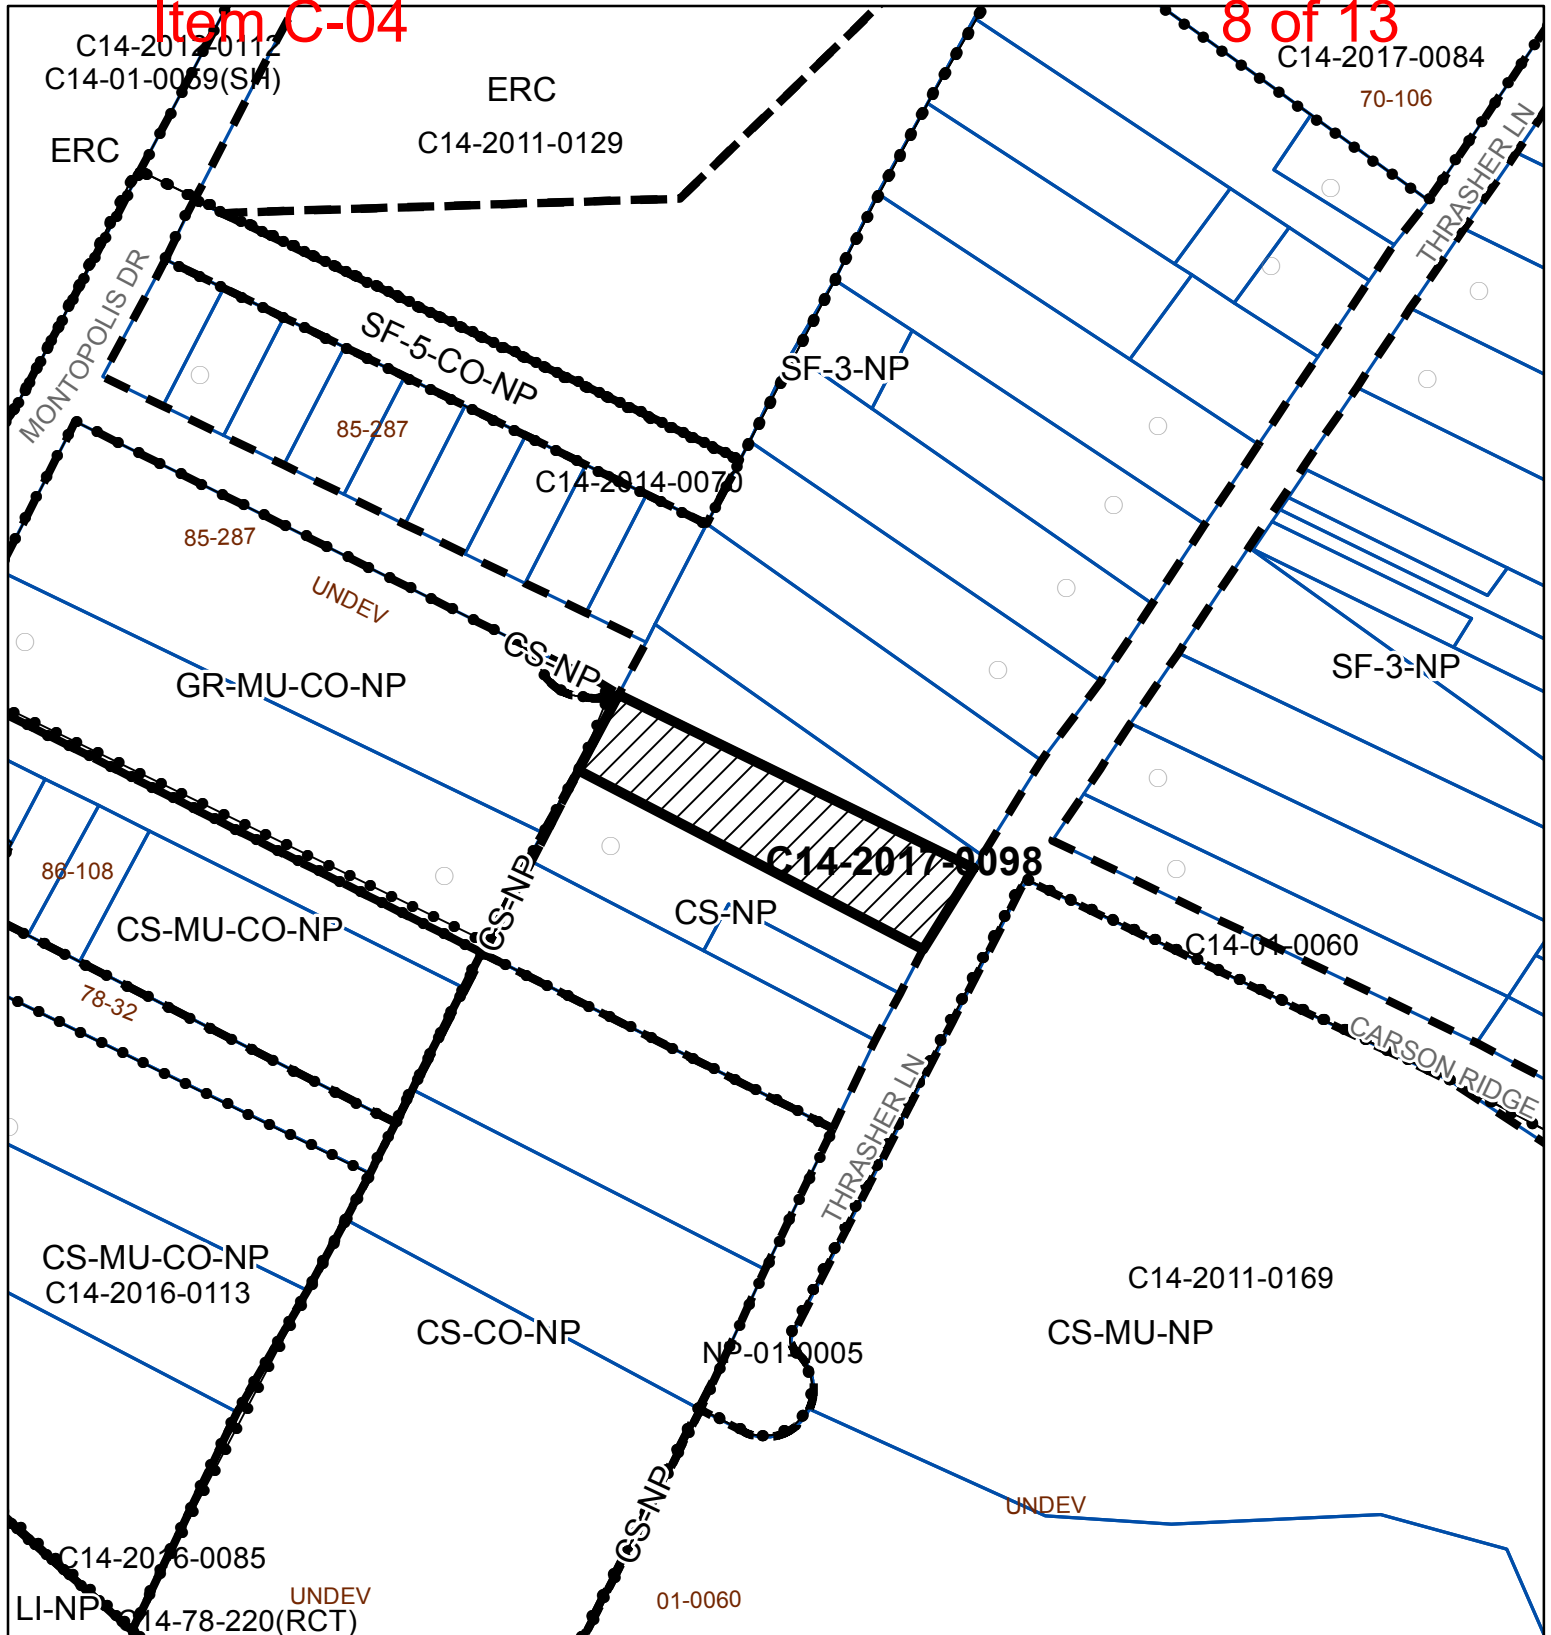 Item C-04
8 of 13
C14-2012-0112
C14-01-0059(SH)
ERC
ERC
C14-2011-0129
C14-2017-0084
70-106
THRASHER LN
MONTOPOLIS DR
SF-5-CO-NP
85-287
C14-2014-0070
SF-3-NP
85-287
UNDEV
CS-NP
GR-MU-CO-NP
SF-3-NP
C14-2017-0098
86-108
CS-MU-CO-NP
CS-NP
CS-NP
C14-01-0060
78-32
CARSON RIDGE
THRASHER LN
CS-MU-CO-NP
C14-2016-0113
CS-CO-NP
NP-01-0005
C14-2011-0169
CS-MU-NP
CS-NP
UNDEV
C14-2016-0085
LI-NP
C14-78-220(RCT)
UNDEV
01-0060